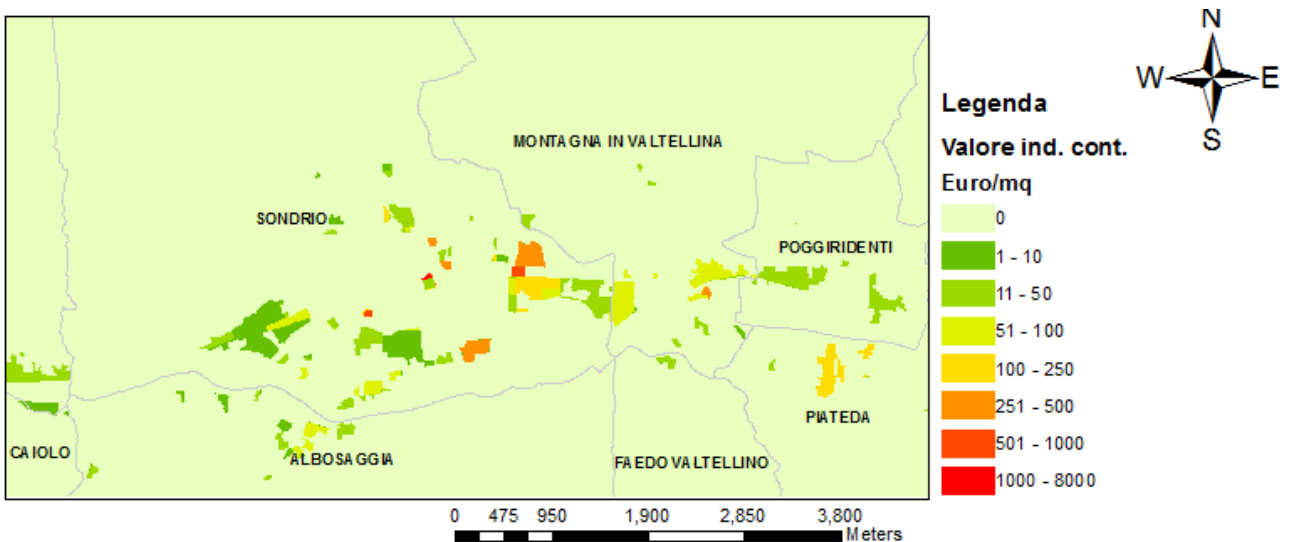 N
W E
S
Legenda
Valore ind. cont.
Euro/mq
0
1 - 10
11 - 50
51 - 100
100 - 250
251 - 500
501 - 1000
1000 - 8000
MONTAGNA IN VALTELLINA
SONDRIO
POGGIRIDENTI
PIATEDA
CAIOLO
ALBOSAGGIA
FAEDO VALTELLINO
0 475 950 1,900 2,850 3,800
Meters